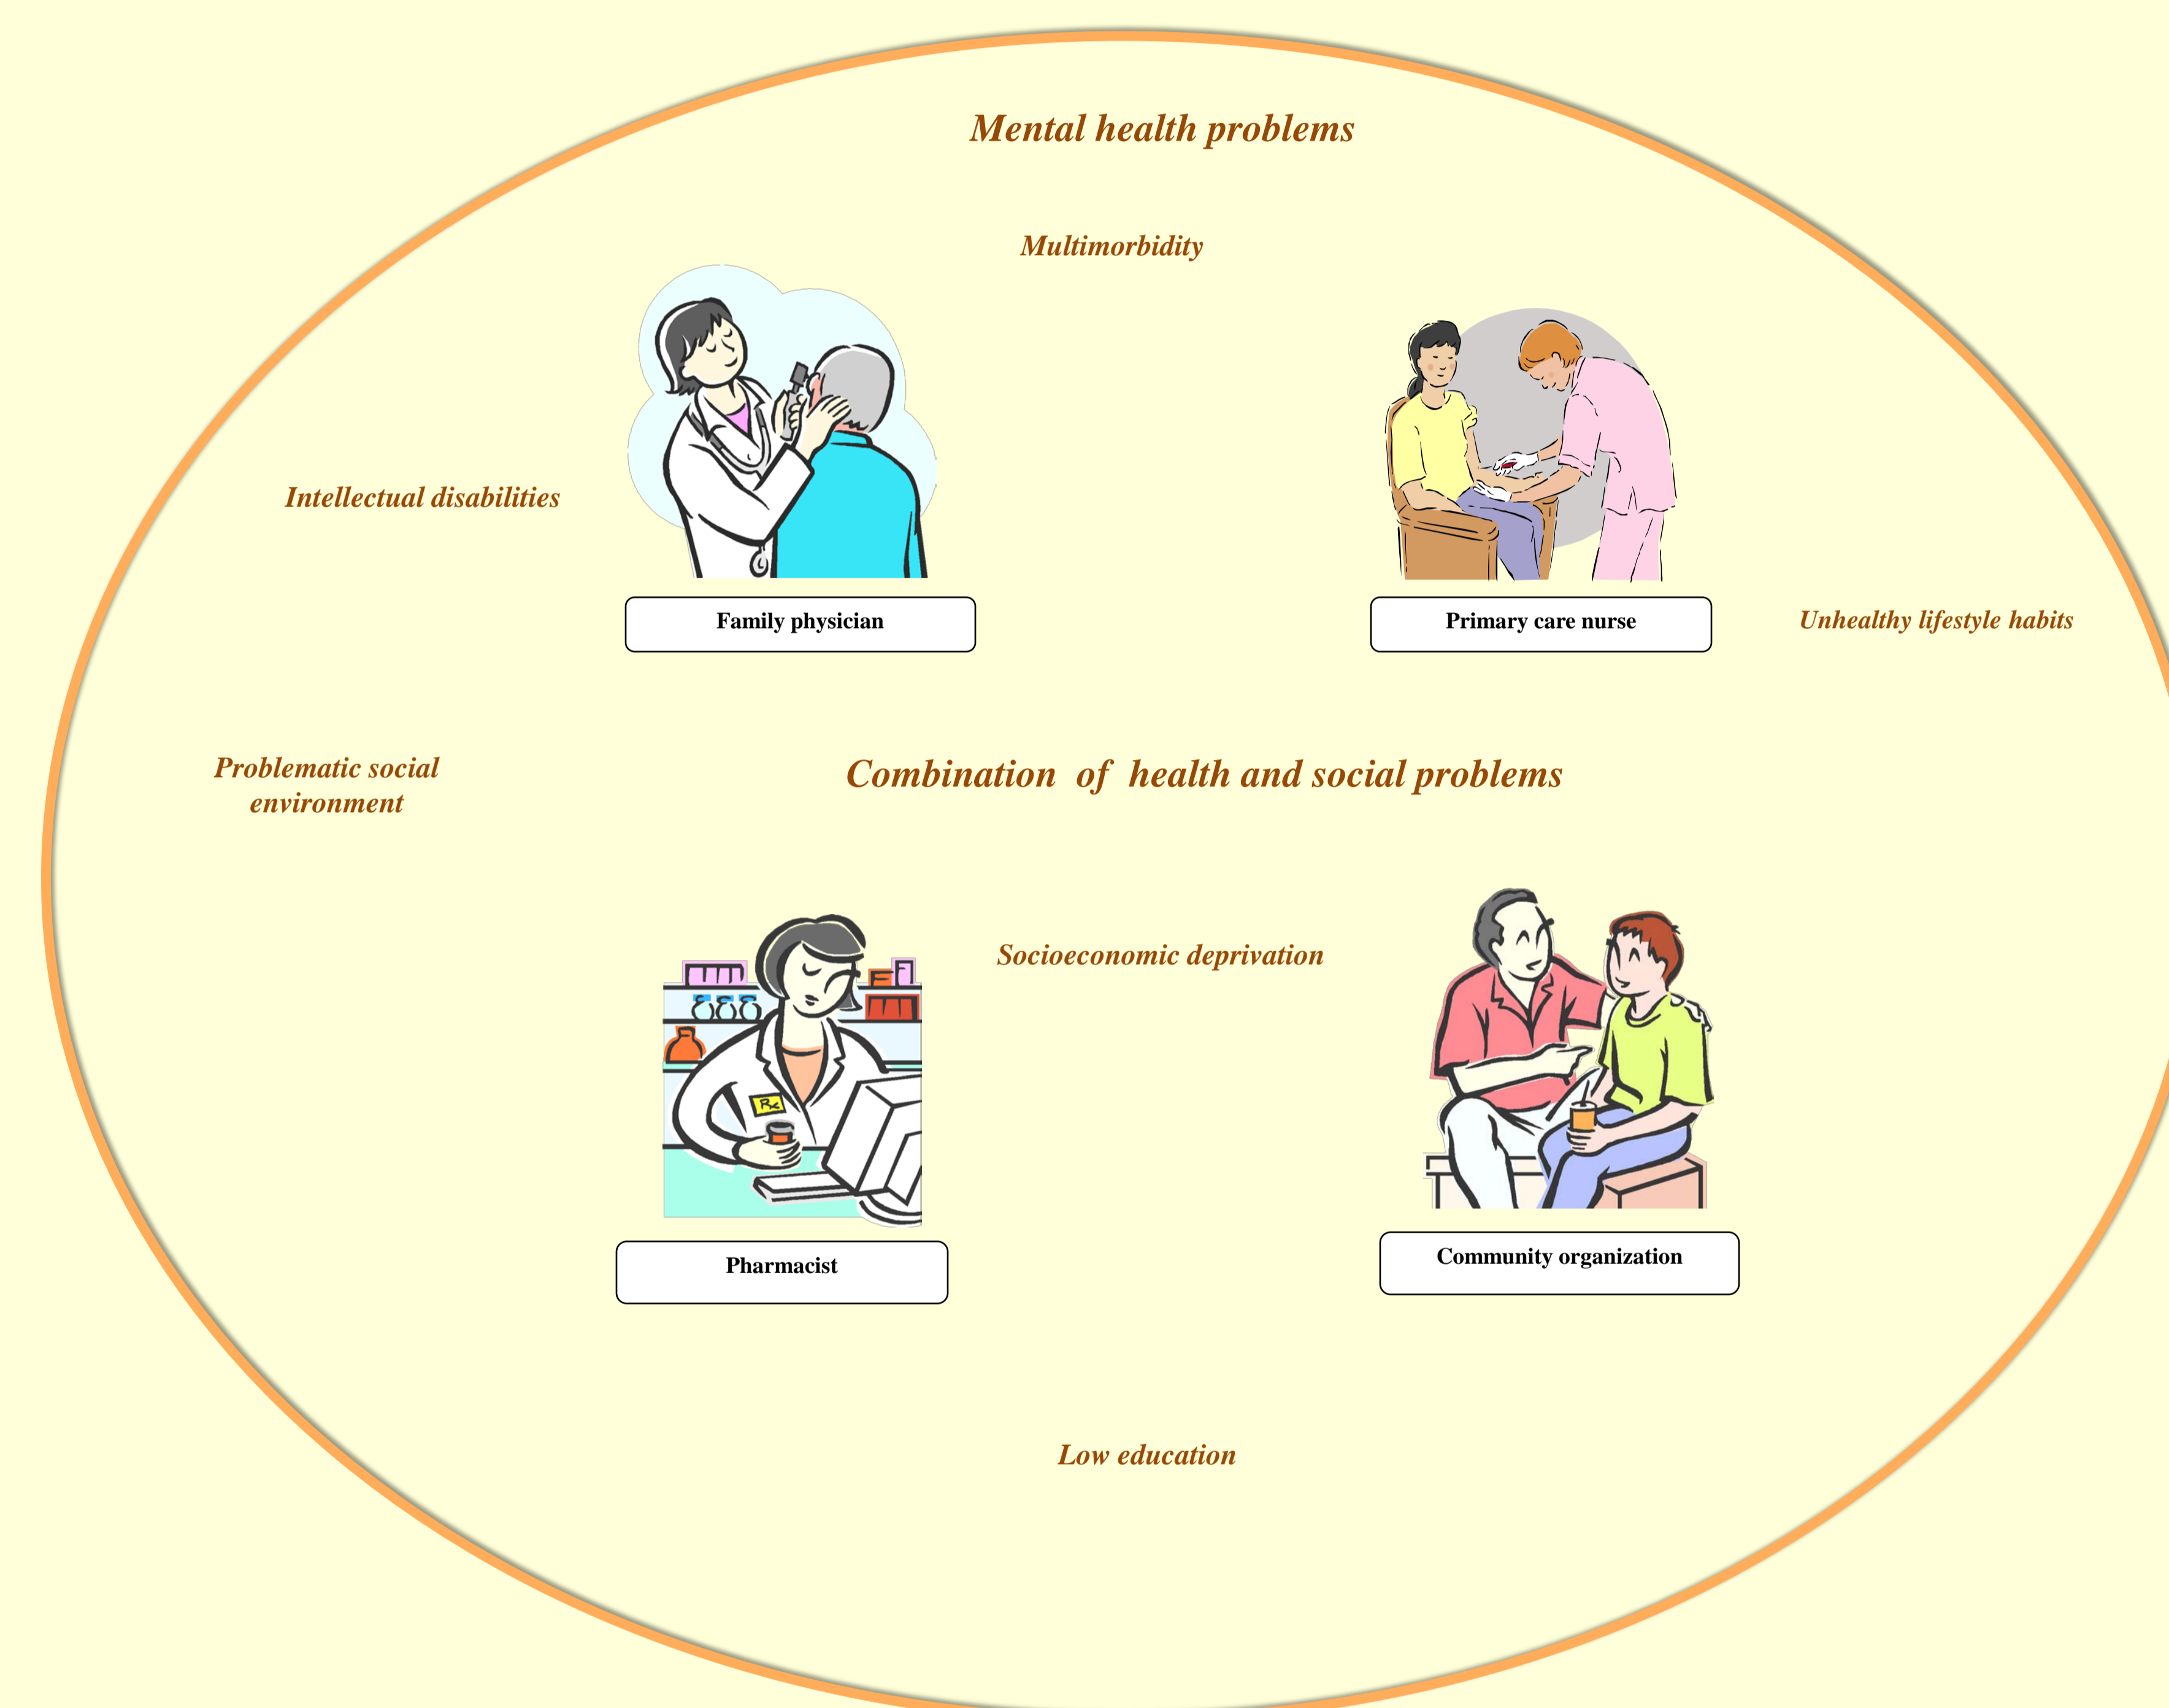 Mental health problems
Multimorbidity
Intellectual disabilities
Family physician
Primary care nurse
Unhealthy lifestyle habits
Problematic social
environment
Combination of health and social problems
Socioeconomic deprivation
Rx
Pharmacist
Community organization
Low education